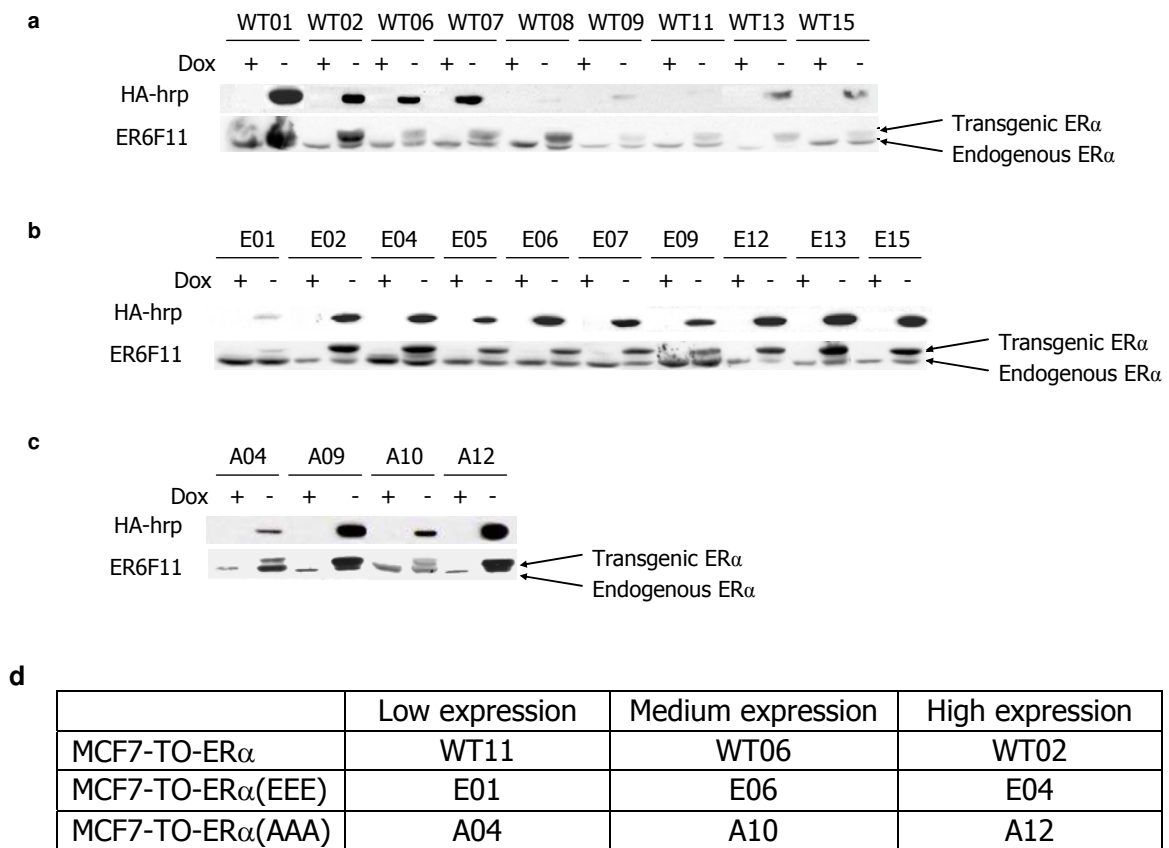 a
WT01 WT02 WT06 WT07 WT08 WT09 WT11 WT13 WT15
Dox + - + - + - + - + - + - + - + - + -
HA-hrp
ER6F11
Transgenic ERα
Endogenous ERα
b
E01 E02 E04 E05 E06 E07 E09 E12 E13 E15
Dox + - + - + - + - + - + - + - + - + - + -
HA-hrp
ER6F11
Transgenic ERα
Endogenous ERα
c
A04 A09 A10 A12
Dox + - + - + - + -
HA-hrp
ER6F11
Transgenic ERα
Endogenous ERα
d
Low expression Medium expression High expression
MCF7-TO-ERα WT11 WT06 WT02
MCF7-TO-ERα(EEE) E01 E06 E04
MCF7-TO-ERα(AAA) A04 A10 A12